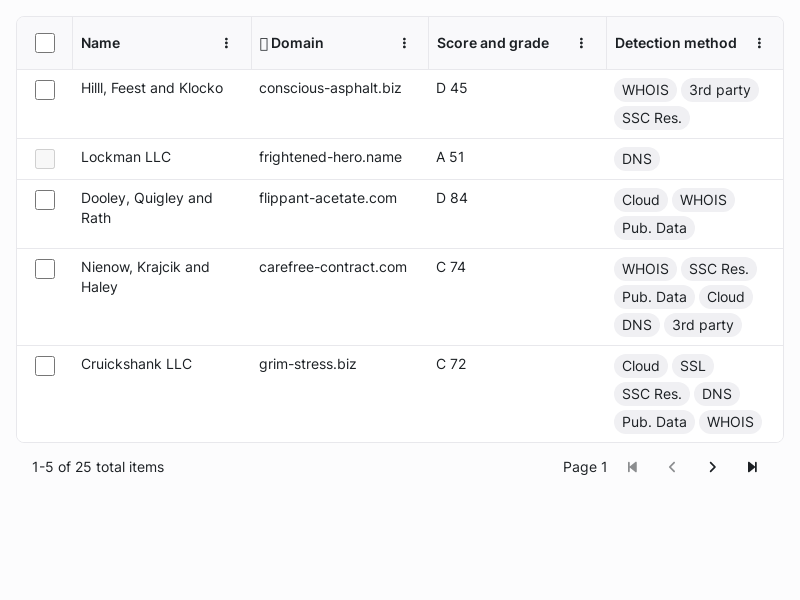 Name
Domain
Score and grade
Detection method
Hilll, Feest and Klocko
conscious-asphalt.biz
D 45
WHOIS 3rd party
SSC Res.
Lockman LLC
frightened-hero.name
A 51
DNS
Dooley, Quigley and
Rath
flippant-acetate.com
D 84
Cloud WHOIS
Pub. Data
Nienow, Krajcik and
Haley
carefree-contract.com
C 74
WHOIS SSC Res.
Pub. Data Cloud
DNS 3rd party
Cruickshank LLC
grim-stress.biz
C 72
Cloud SSL
SSC Res. DNS
Pub. Data WHOIS
1-5 of 25 total items
Page 1